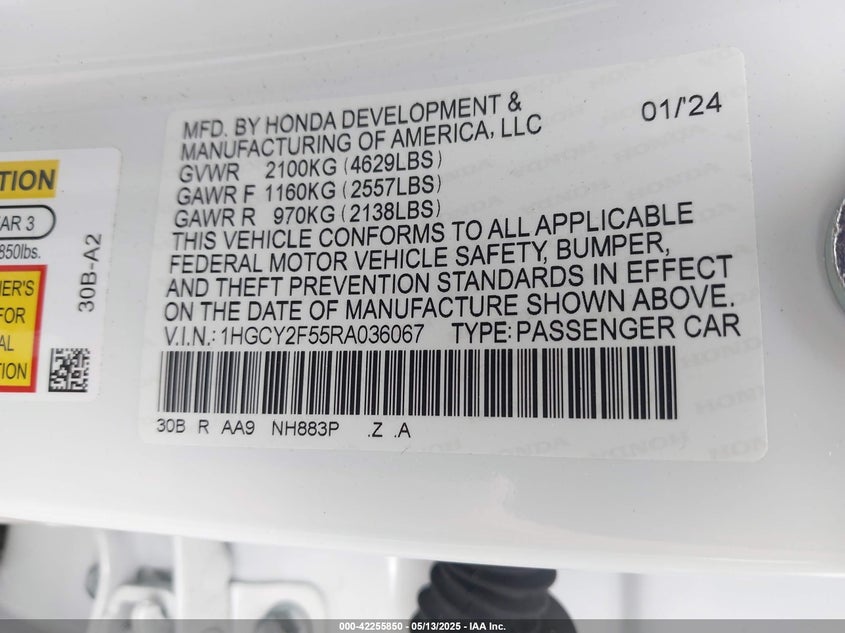 MFD. BY HONDA DEVELOPMENT &
MANUFACTURING OF AMERICA, LLC
01/'24
GVWR 2100KG (4629LBS)
GAWR F 1160KG (2557LBS)
GAWR R 970KG (2138LBS)
THIS VEHICLE CONFORMS TO ALL APPLICABLE
FEDERAL MOTOR VEHICLE SAFETY, BUMPER,
AND THEFT PREVENTION STANDARDS IN EFFECT
ON THE DATE OF MANUFACTURE SHOWN ABOVE.
V.I.N.: 1HGCY2F55RA036067 TYPE: PASSENGER CAR
30B R AA9 NH883P .Z .A
TION
AR 3
850lbs.
30B-A2
ER'S
FOR
AL
TION
000-42255850 - 05/13/2025 - IAA Inc.